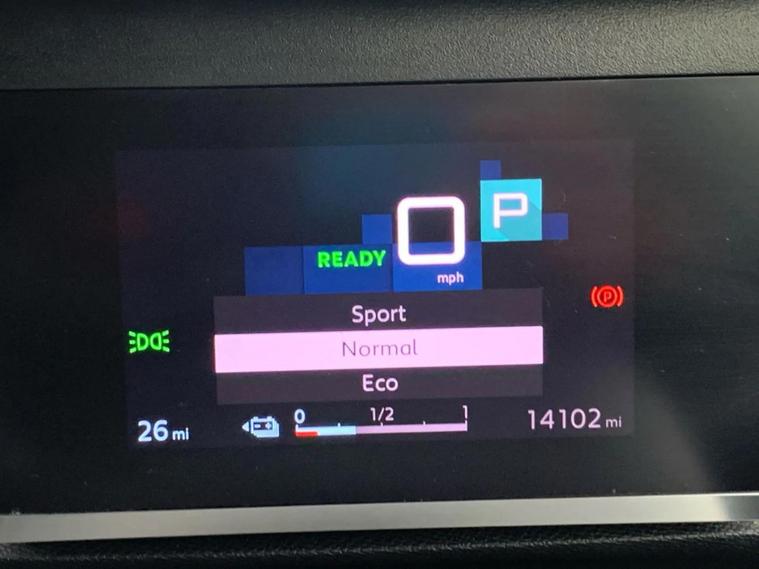 P
0
READY
mph
(P)
Sport
Normal
Eco
0 1/2 1
26 mi
14102 mi